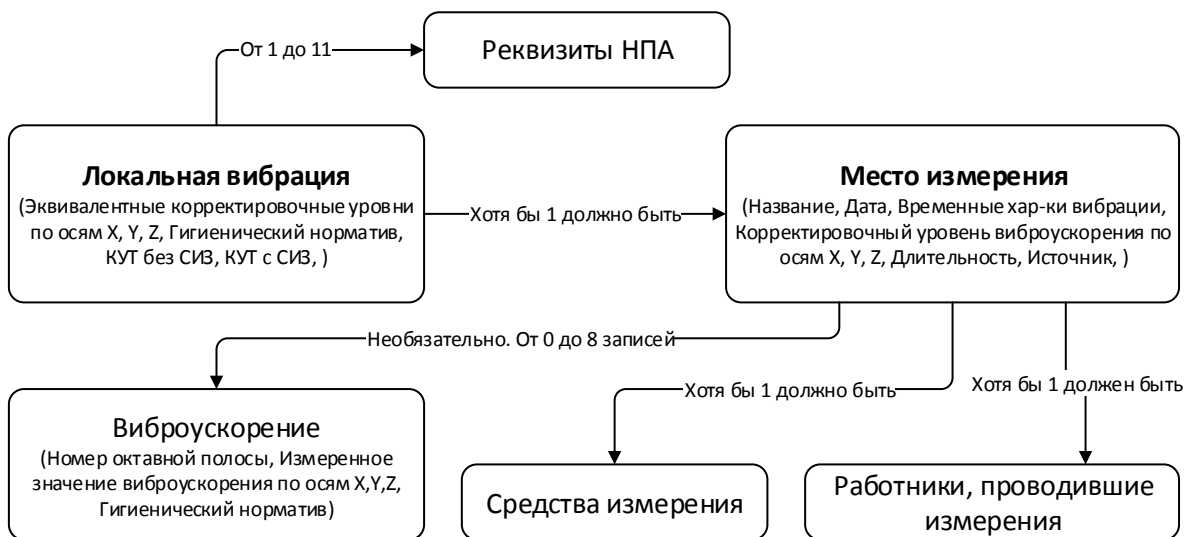 От 1 до 11
Реквизиты НПА
Локальная вибрация
(Эквивалентные корректировочные уровни
по осям X, Y, Z, Гигиенический норматив,
КУТ без СИЗ, КУТ с СИЗ, )
Хотя бы 1 должно быть
Место измерения
(Название, Дата, Временные хар-ки вибрации,
Корректировочный уровень виброускорения по
осям X, Y, Z, Длительность, Источник, )
Необязательно. От 0 до 8 записей
Хотя бы 1 должно быть
Хотя бы 1 должен быть
Виброускорение
(Номер октавной полосы, Измеренное
значение виброускорения по осям X,Y,Z,
Гигиенический норматив)
Средства измерения
Работники, проводившие
измерения